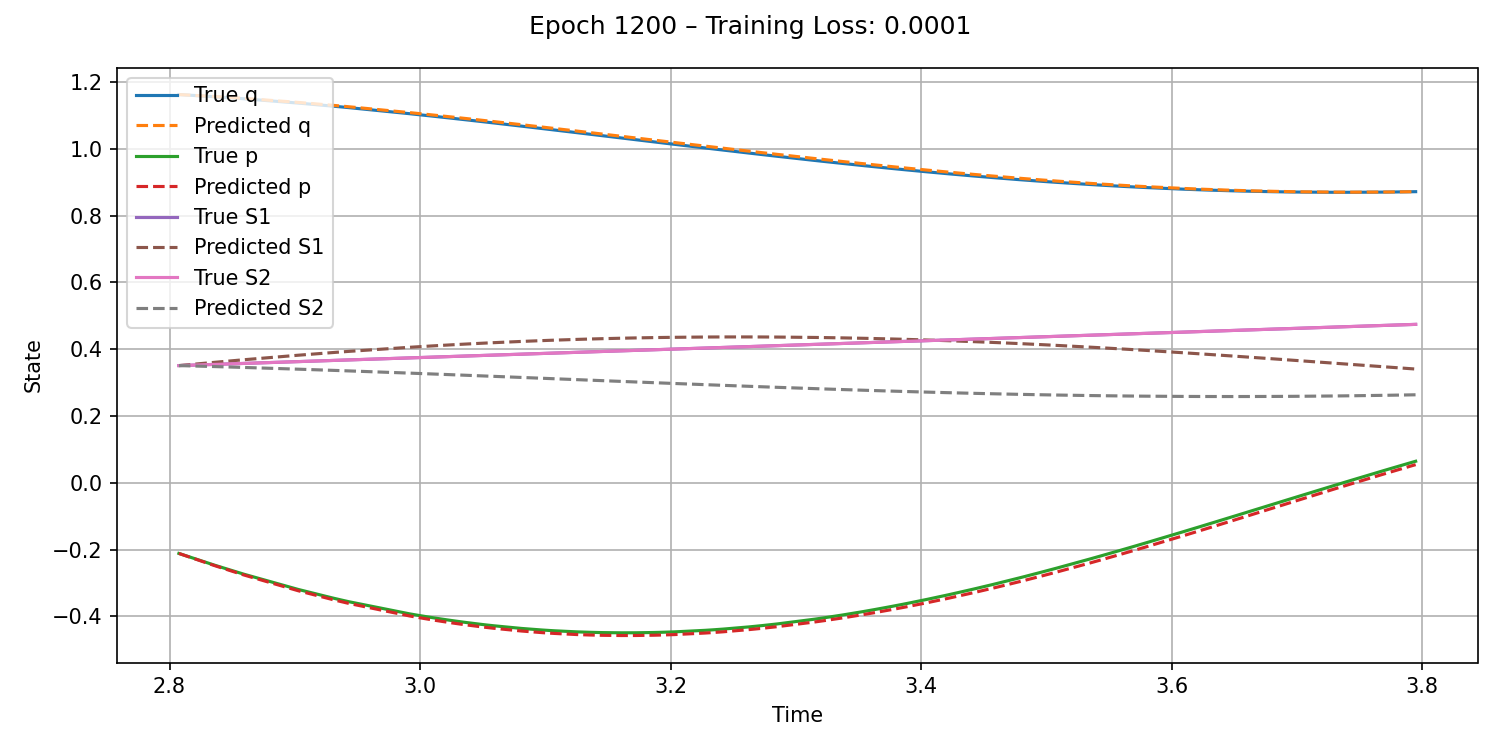 Epoch 1200 – Training Loss: 0.0001
1.2
1.0
0.8
0.6
0.4
0.2
0.0
−0.2
−0.4
State
True q
Predicted q
True p
Predicted p
True S1
Predicted S1
True S2
Predicted S2
2.8 3.0 3.2 3.4 3.6 3.8
Time